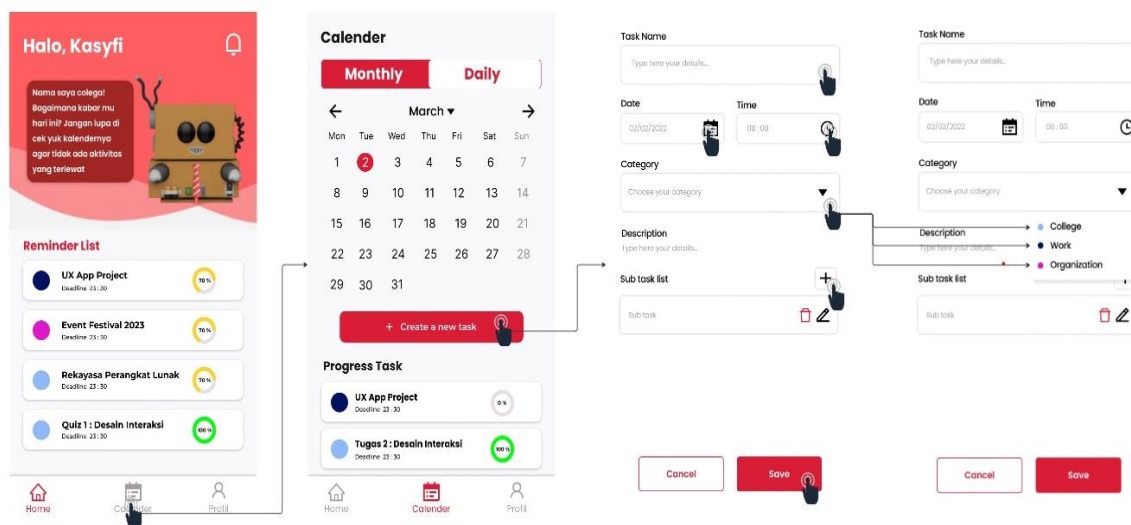 Halo, Kasyfi
Nama saya colega!
Bagaimana kabar mu
hari ini? Jangan lupa di
cek yuk kalendernya
agar tidak ada aktivitas
yang terlewat
Reminder List
UX App Project
Deadline 23:30
70%
Event Festival 2023
Deadline 23:30
70%
Rekayasa Perangkat Lunak
Deadline 23:30
70%
Quiz 1 : Desain Interaksi
Deadline 23:30
100%
Home Calender Profil
Calender
Monthly Daily
March
Mon Tue Wed Thu Fri Sat Sun
1 2 3 4 5 6 7
8 9 10 11 12 13 14
15 16 17 18 19 20 21
22 23 24 25 26 27 28
29 30 31
+ Create a new task
Progress Task
UX App Project
Deadline 23:30
0%
Tugas 2 : Desain Interaksi
Deadline 23:30
100%
Home Calender Profil
Task Name
Type here your details..
Date Time
02/02/2022 08:00
Category
Choose your category
Description
Type here your details..
Sub task list
Sub task
Cancel Save
Task Name
Type here your details..
Date Time
02/02/2022 08:00
Category
Choose your category
College
Description
Type here your details..
Work
Organization
Sub task list
Sub task
Cancel Save